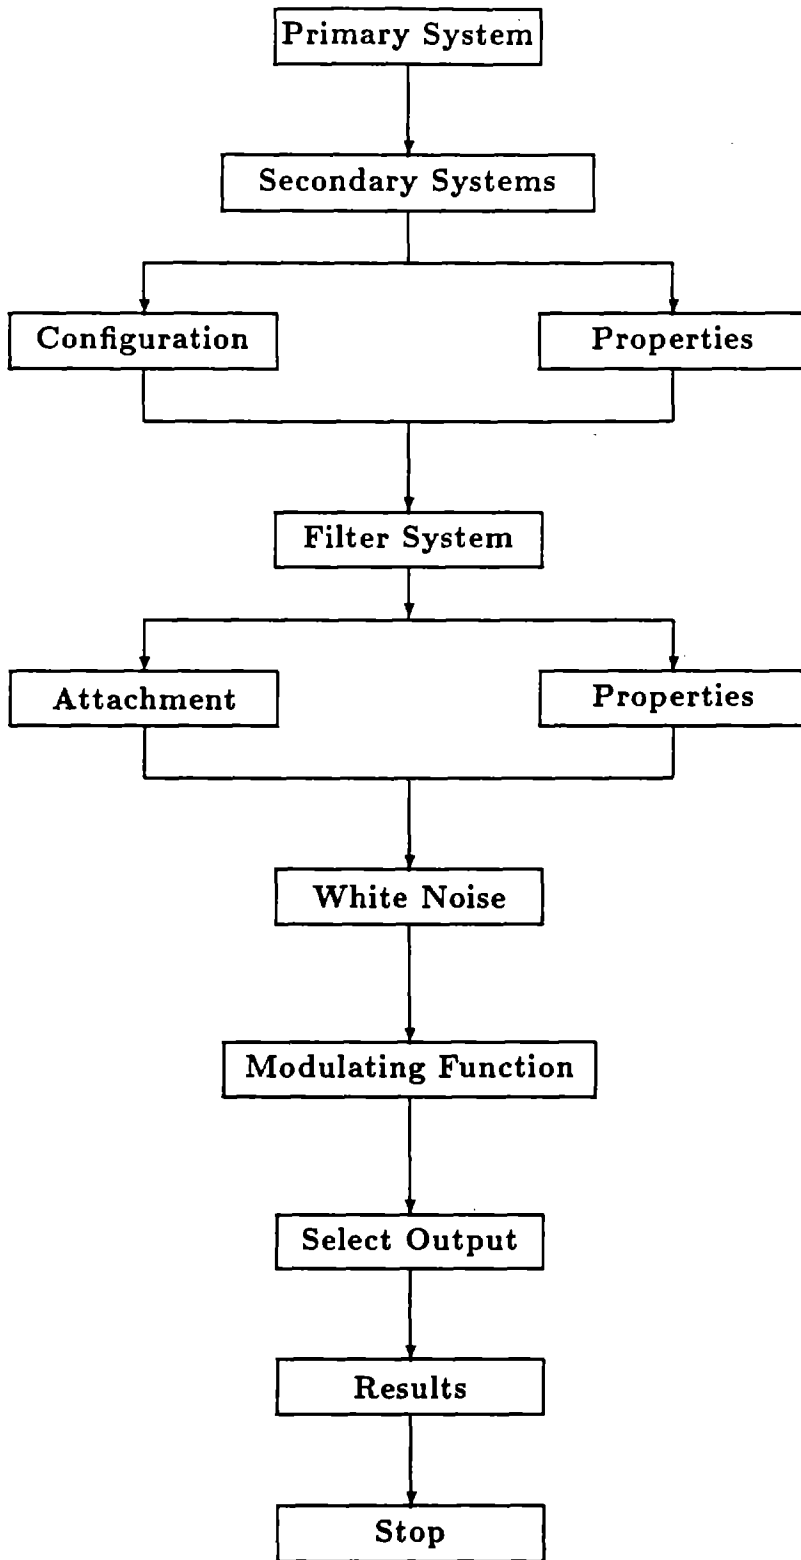 Primary System
Secondary Systems
Configuration
Properties
Filter System
Attachment
Properties
White Noise
Modulating Function
Select Output
Results
Stop